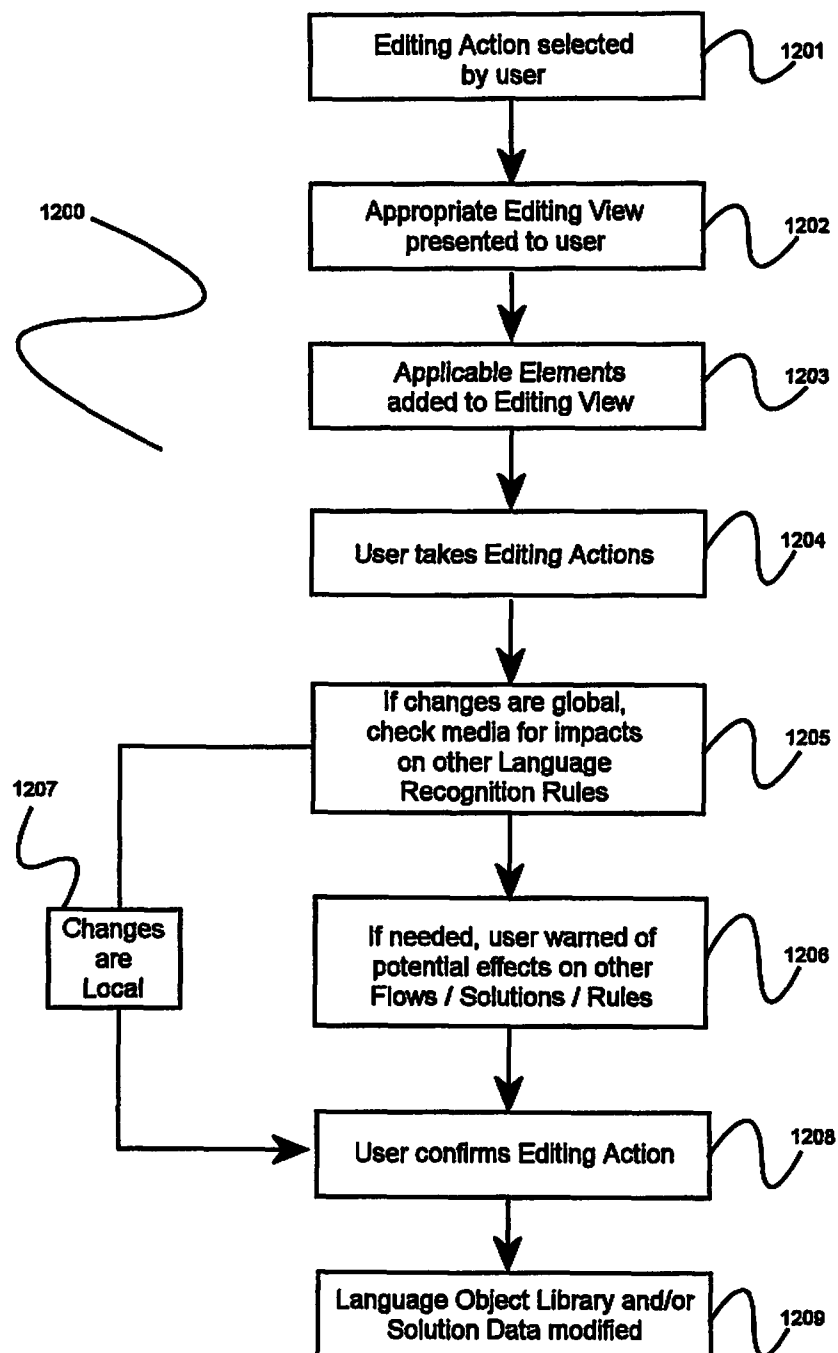 Editing Action selected
by user
1201
1200
Appropriate Editing View
presented to user
1202
Applicable Elements
added to Editing View
1203
User takes Editing Actions
1204
If changes are global,
check media for impacts
on other Language
Recognition Rules
1205
1207
Changes
are
Local
If needed, user warned of
potential effects on other
Flows / Solutions / Rules
1206
User confirms Editing Action
1208
Language Object Library and/or
Solution Data modified
1209